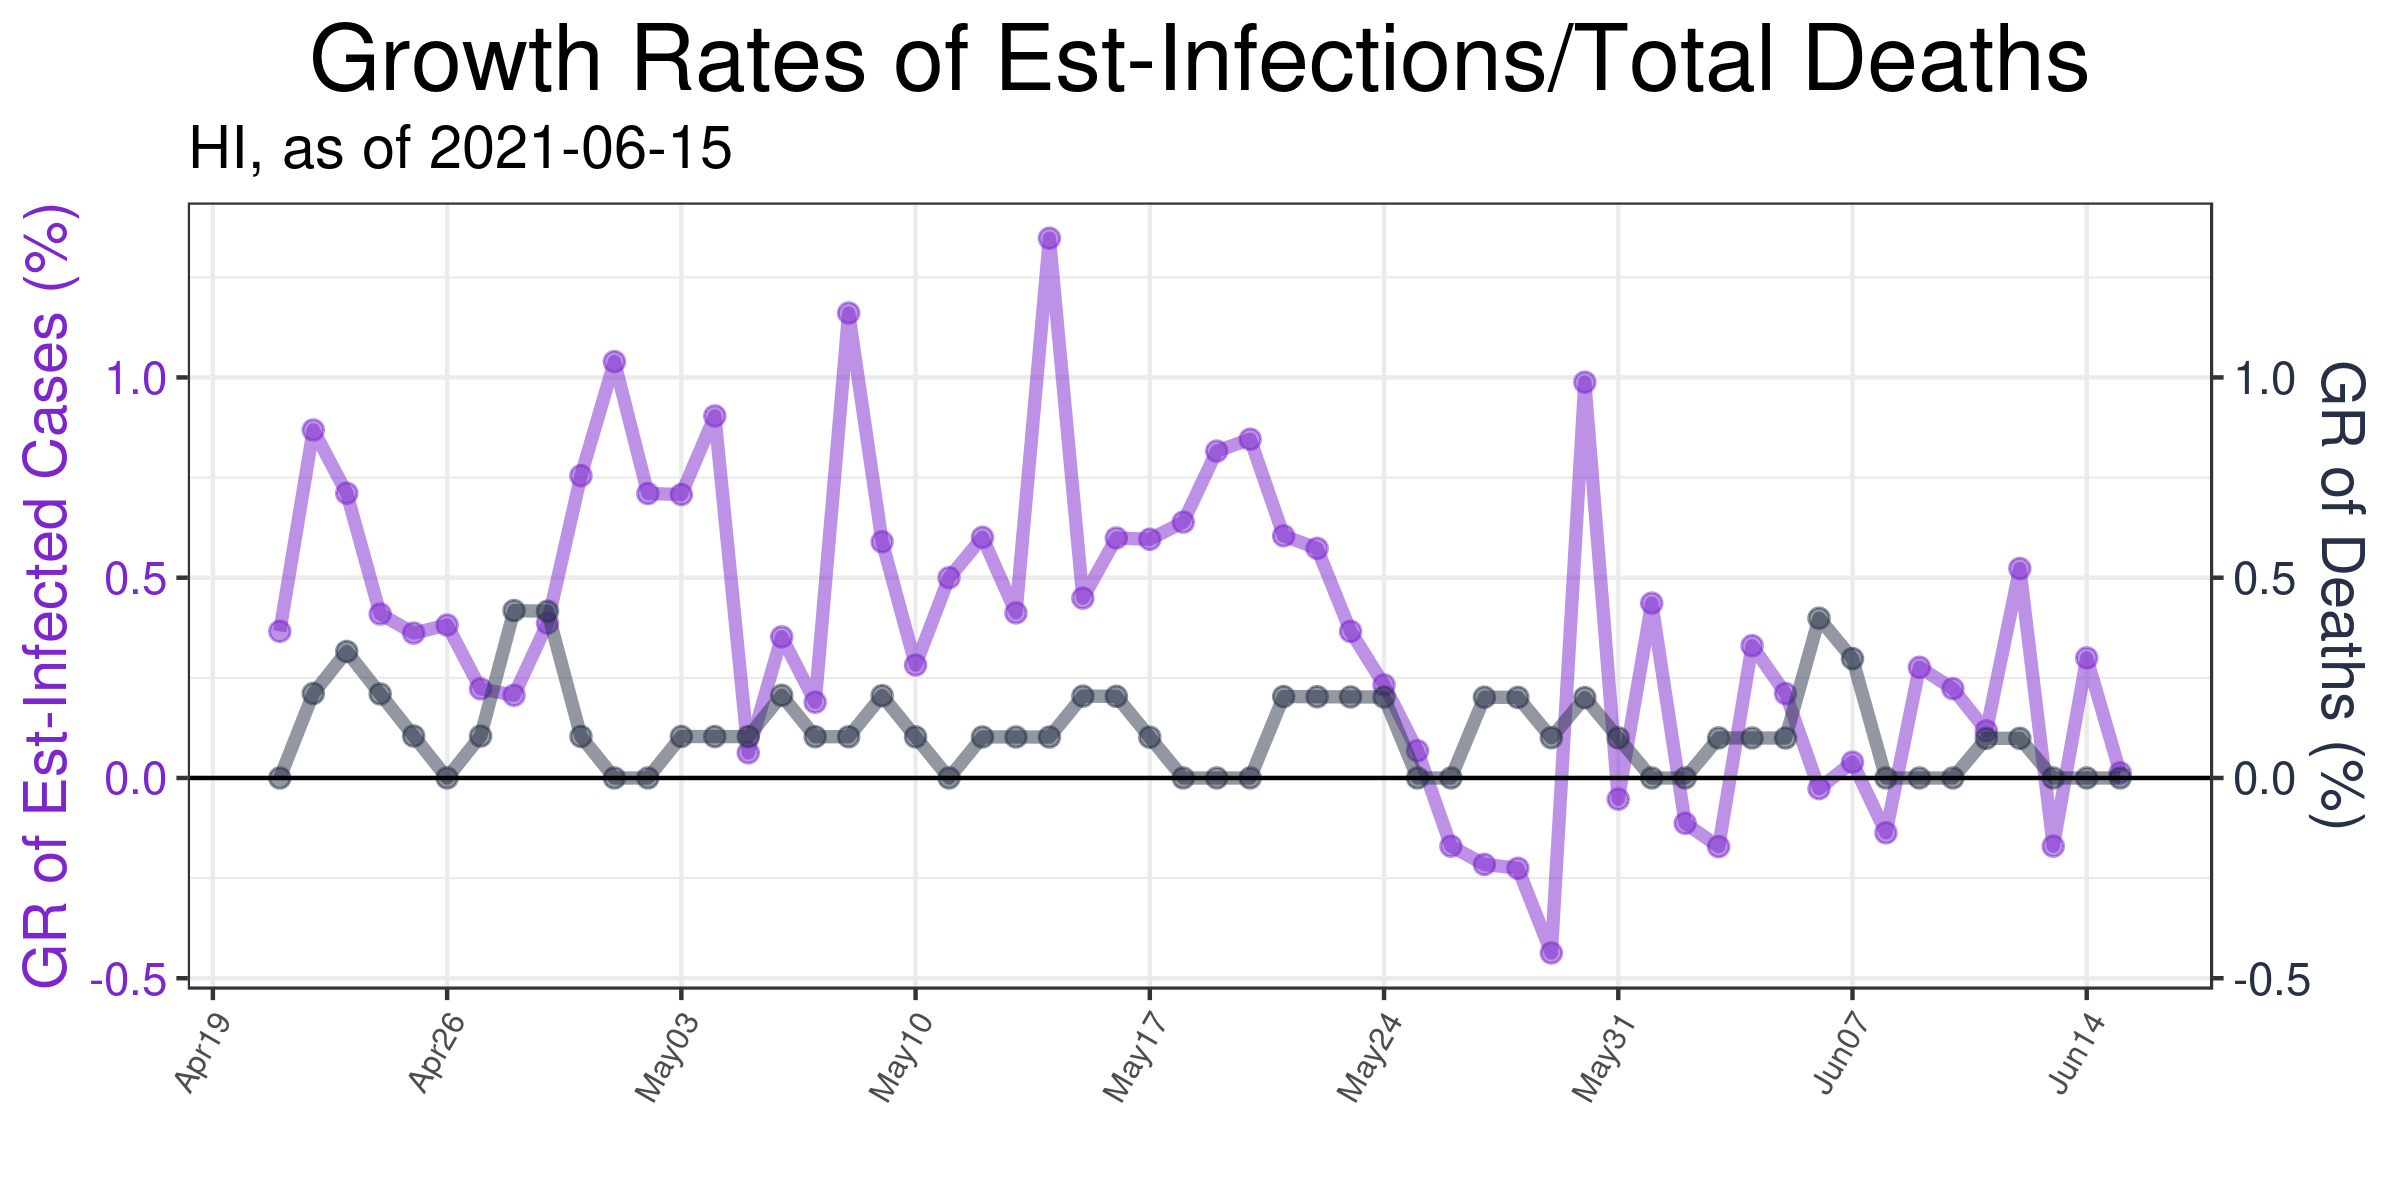 Growth Rates of Est-Infections/Total Deaths
HI, as of 2021-06-15
GR of Est-Infected Cases (%)
1.0
0.5
0.0
-0.5
1.0
0.5
0.0
-0.5
GR of Deaths (%)
Apr19
Apr26
May03
May10
May17
May24
May31
Jun07
Jun14